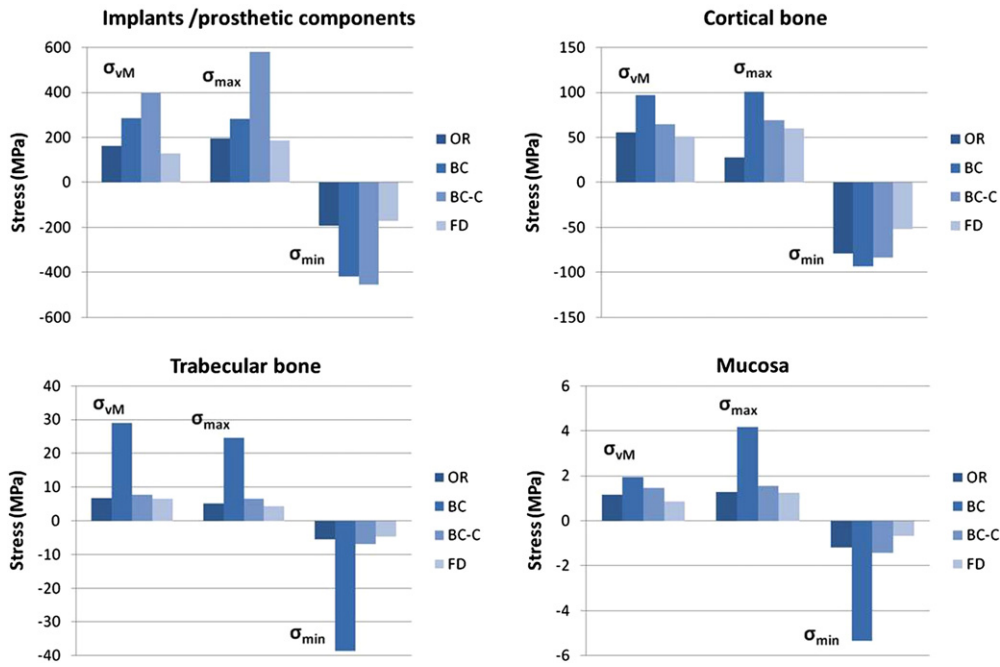 Implants /prosthetic components
Stress (MPa)
600
400
200
0
-200
-400
-600
σvM
σmax
σmin
OR
BC
BC-C
FD
Cortical bone
Stress (MPa)
150
100
50
0
-50
-100
-150
σvM
σmax
σmin
OR
BC
BC-C
FD
Trabecular bone
Stress (MPa)
40
30
20
10
0
-10
-20
-30
-40
σvM
σmax
σmin
OR
BC
BC-C
FD
Mucosa
Stress (MPa)
6
4
2
0
-2
-4
-6
σvM
σmax
σmin
OR
BC
BC-C
FD